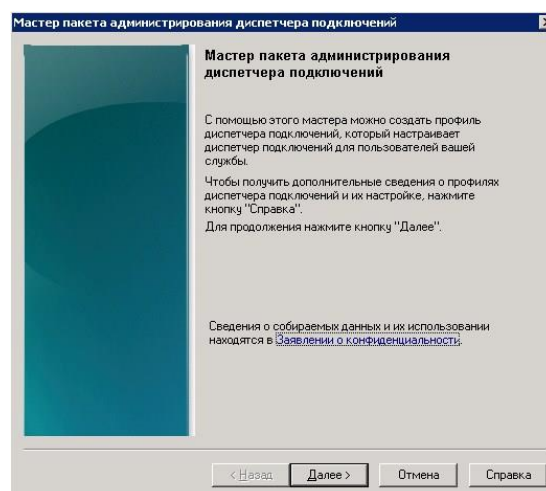 Мастер пакета администрирования диспетчера подключений
Мастер пакета администрирования
диспетчера подключений
С помощью этого мастера можно создать профиль
диспетчера подключений, который настраивает
диспетчер подключений для пользователей вашей
службы.
Чтобы получить дополнительные сведения о профилях
диспетчера подключений и их настройке, нажмите
кнопку "Справка".
Для продолжения нажмите кнопку "Далее".
Сведения о собираемых данных и их использовании
находятся в Заявлении о конфиденциальности.
< Назад Далее > Отмена Справка